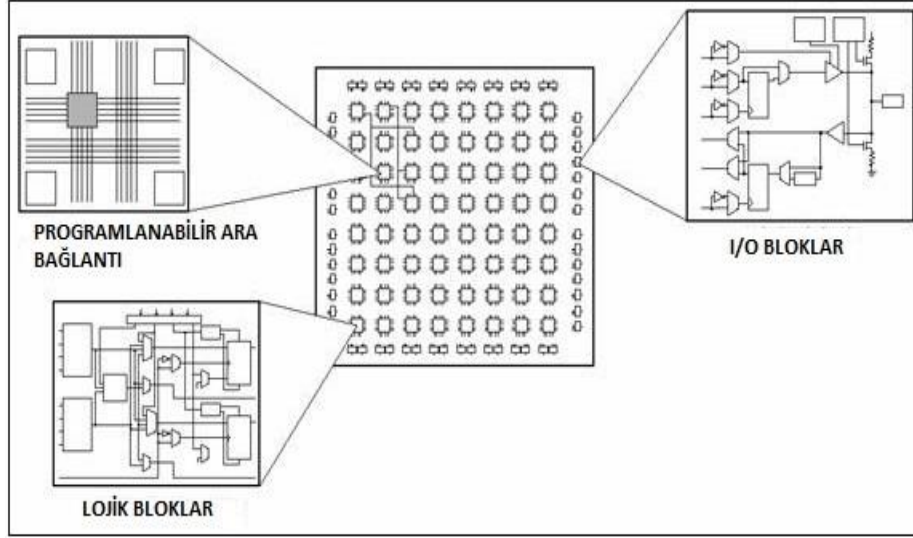 PROGRAMLANABİLİR ARA
BAĞLANTI
I/O BLOKLAR
LOJİK BLOKLAR